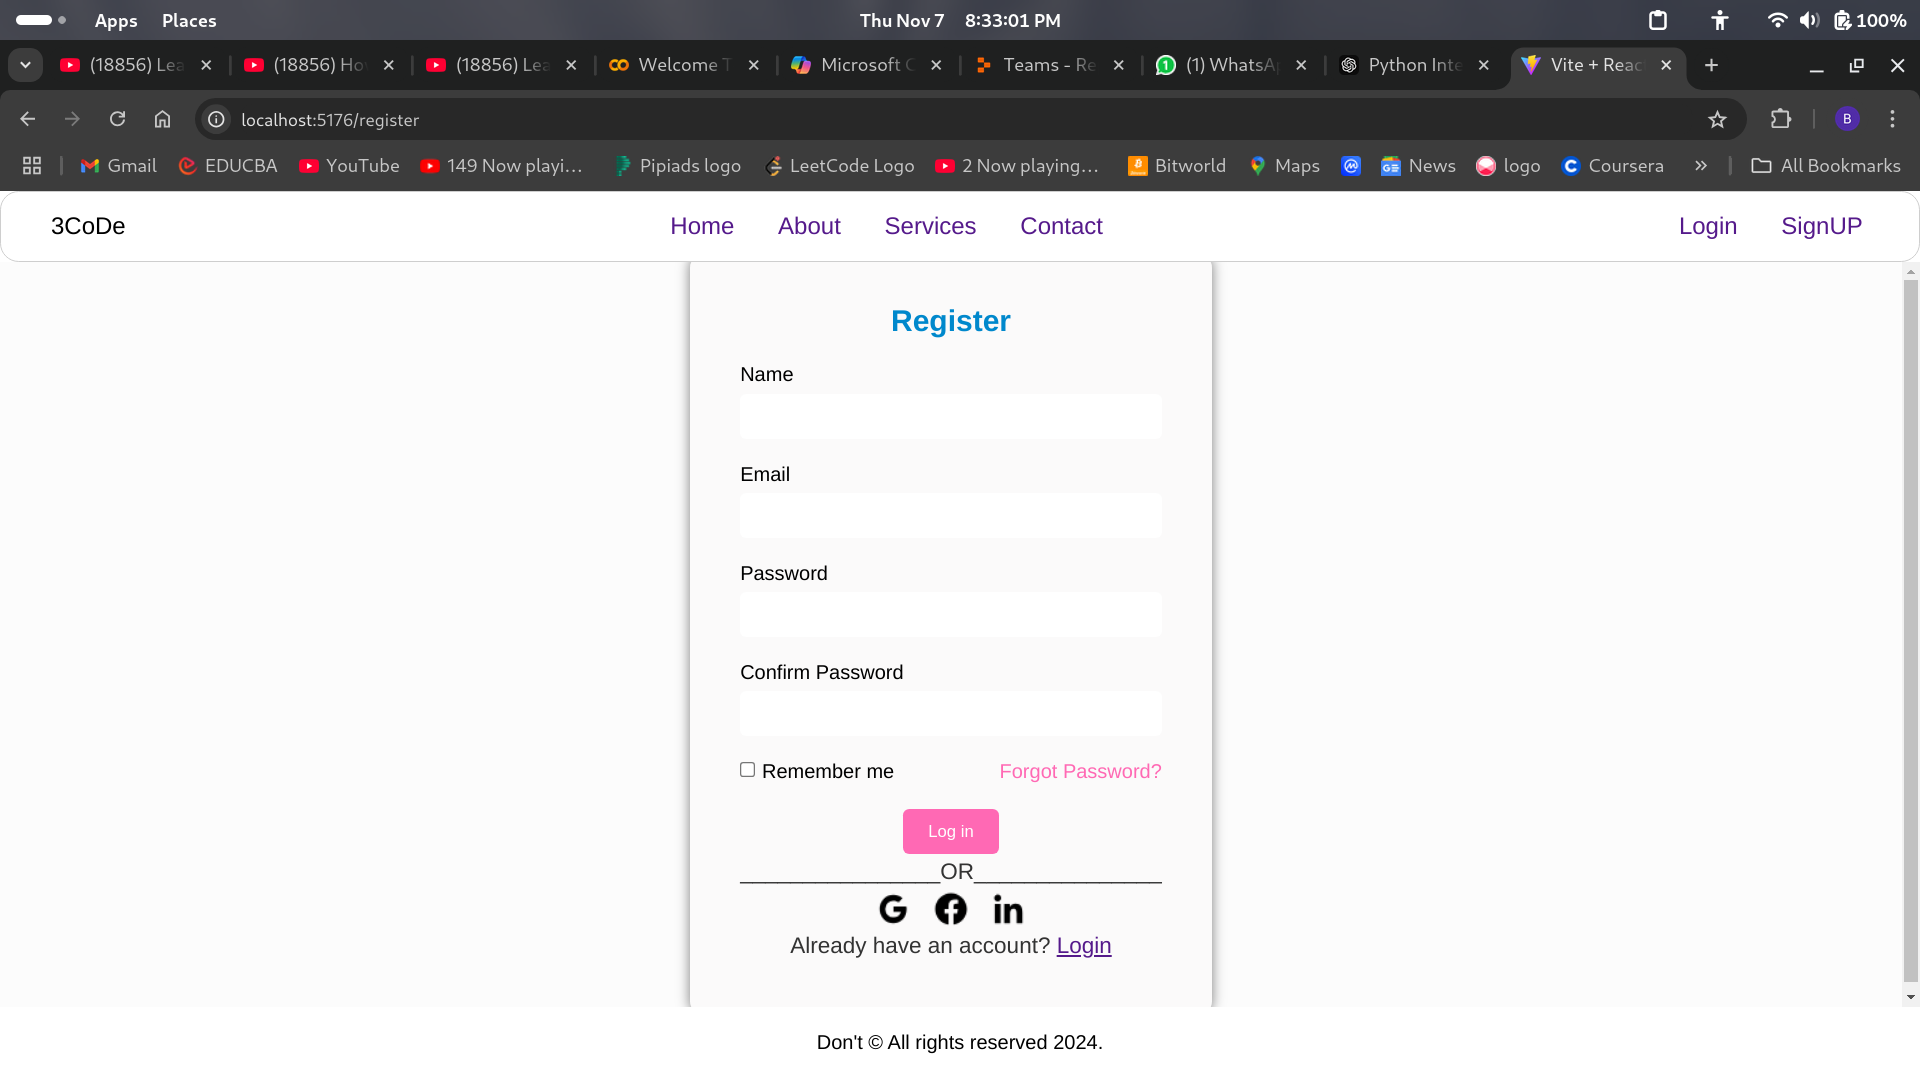 Apps Places Thu Nov 7 8:33:01 PM 100%
(18856) Lea (18856) Ho (18856) Lea Welcome T Microsoft C Teams - Re (1) WhatsA Python Inte Vite + Reac
localhost:5176/register B
Gmail EDUCBA YouTube 149 Now playi... Pipiads logo LeetCode Logo 2 Now playing... Bitworld Maps News logo Coursera » All Bookmarks
3CoDe Home About Services Contact Login SignUP
Register
Name
Email
Password
Confirm Password
Remember me Forgot Password?
Log in
________________OR_______________
Already have an account? Login
Don't © All rights reserved 2024.